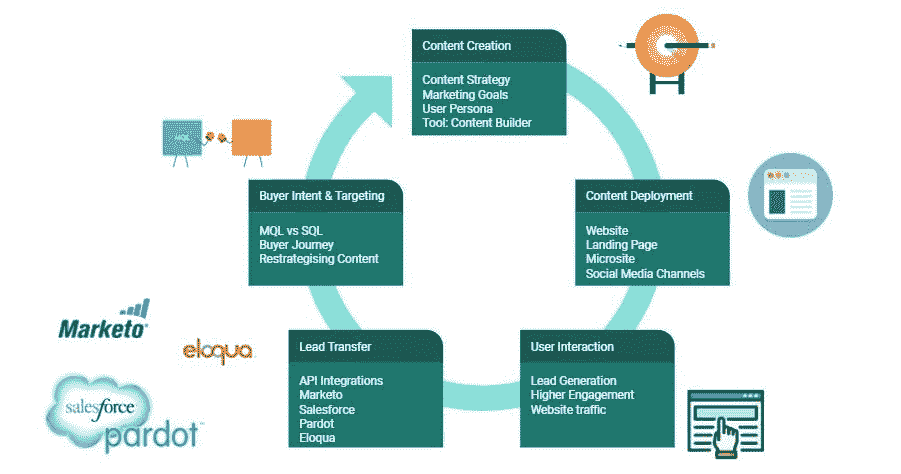 Content Creation
Content Strategy
Marketing Goals
User Persona
Tool: Content Builder
MQL
Buyer Intent & Targeting
MQL vs SQL
Buyer Journey
Restrategising Content
Content Deployment
Website
Landing Page
Microsite
Social Media Channels
Marketo
eloqua
salesforce
pardot™
Lead Transfer
API Integrations
Marketo
Salesforce
Pardot
Eloqua
User Interaction
Lead Generation
Higher Engagement
Website traffic